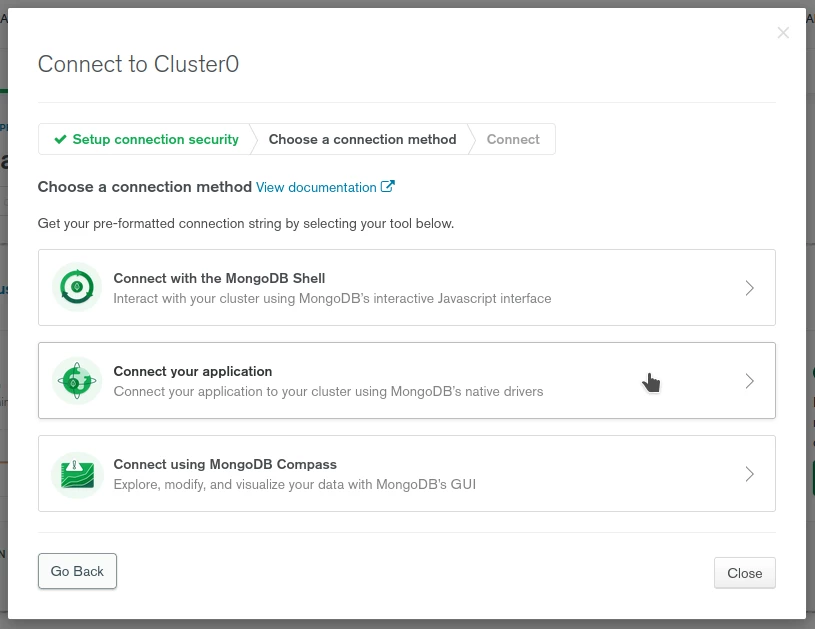 Connect to Cluster0
Setup connection security
Choose a connection method
Connect
Choose a connection method View documentation
Get your pre-formatted connection string by selecting your tool below.
Connect with the MongoDB Shell
Interact with your cluster using MongoDB's interactive Javascript interface
Connect your application
Connect your application to your cluster using MongoDB's native drivers
Connect using MongoDB Compass
Explore, modify, and visualize your data with MongoDB's GUI
Go Back
Close